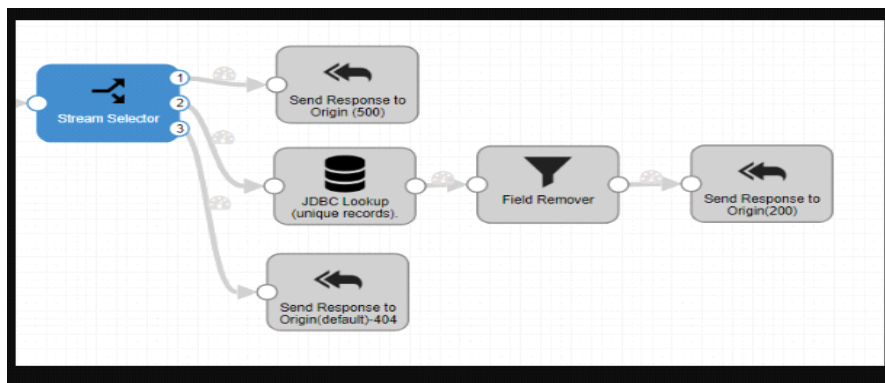 1
Send Response to
Origin (500)
Stream Selector
2
3
JDBC Lookup
(unique records).
Field Remover
Send Response to
Origin(200)
Send Response to
Origin(default)-404